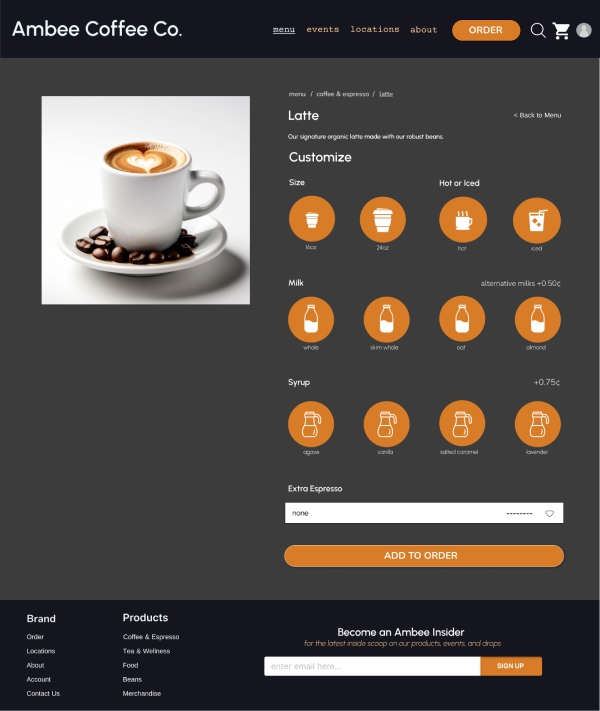 Ambee Coffee Co.
menu events locations about ORDER
menu / coffee & espresso / latte
Latte < Back to Menu
Our signature organic latte made with our robust beans.
Customize
Size Hot or Iced
16oz 24oz hot iced
Milk alternative milks +0.50¢
whole skim whole oat almond
Syrup +0.75¢
agave vanilla salted caramel lavender
Extra Espresso
none --------
ADD TO ORDER
Brand Products
Order Coffee & Espresso
Locations Tea & Wellness
About Food
Account Beans
Contact Us Merchandise
Become an Ambee Insider
for the latest inside scoop on our products, events, and drops
enter email here... SIGN UP